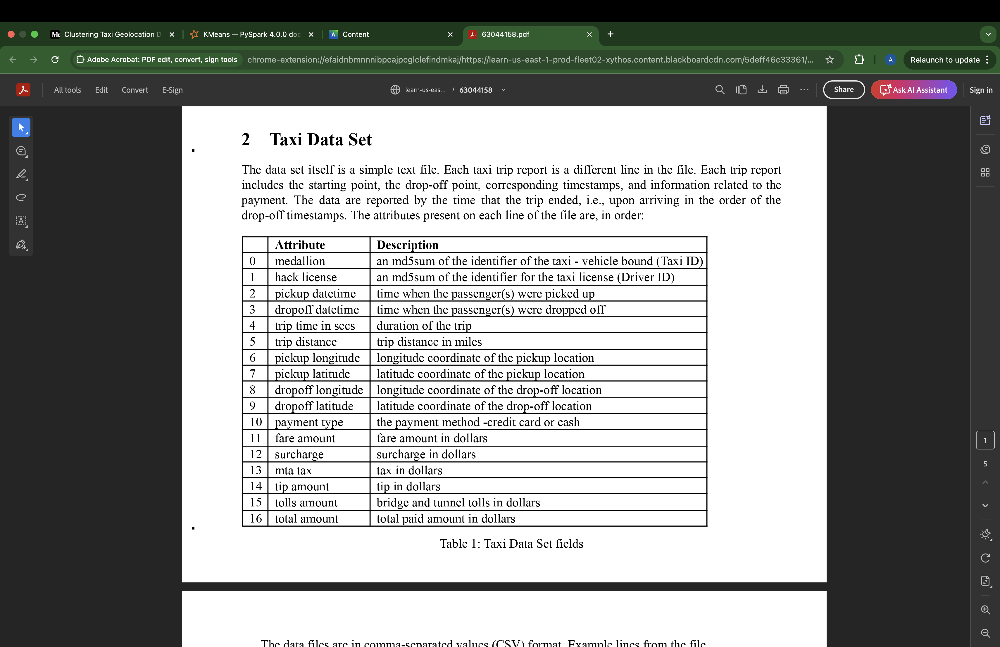 Clustering Taxi Geolocation D
KMeans — PySpark 4.0.0 doc
Content
63044158.pdf
Adobe Acrobat: PDF edit, convert, sign tools
chrome-extension://efaidnbmnnnibpcajpcglclefindmkaj/https://learn-us-east-1-prod-fleet02-xythos.content.blackboardcdn.com/5deff46c33361/...
A
Relaunch to update
All tools
Edit
Convert
E-Sign
learn-us-eas... / 63044158
Share
Ask AI Assistant
Sign in
2 Taxi Data Set
The data set itself is a simple text file. Each taxi trip report is a different line in the file. Each trip report
includes the starting point, the drop-off point, corresponding timestamps, and information related to the
payment. The data are reported by the time that the trip ended, i.e., upon arriving in the order of the
drop-off timestamps. The attributes present on each line of the file are, in order:
Attribute Description
0 medallion an md5sum of the identifier of the taxi - vehicle bound (Taxi ID)
1 hack license an md5sum of the identifier for the taxi license (Driver ID)
2 pickup datetime time when the passenger(s) were picked up
3 dropoff datetime time when the passenger(s) were dropped off
4 trip time in secs duration of the trip
5 trip distance trip distance in miles
6 pickup longitude longitude coordinate of the pickup location
7 pickup latitude latitude coordinate of the pickup location
8 dropoff longitude longitude coordinate of the drop-off location
9 dropoff latitude latitude coordinate of the drop-off location
10 payment type the payment method -credit card or cash
11 fare amount fare amount in dollars
12 surcharge surcharge in dollars
13 mta tax tax in dollars
14 tip amount tip in dollars
15 tolls amount bridge and tunnel tolls in dollars
16 total amount total paid amount in dollars
Table 1: Taxi Data Set fields
The data files are in comma-separated values (CSV) format. Example lines from the file
1
5